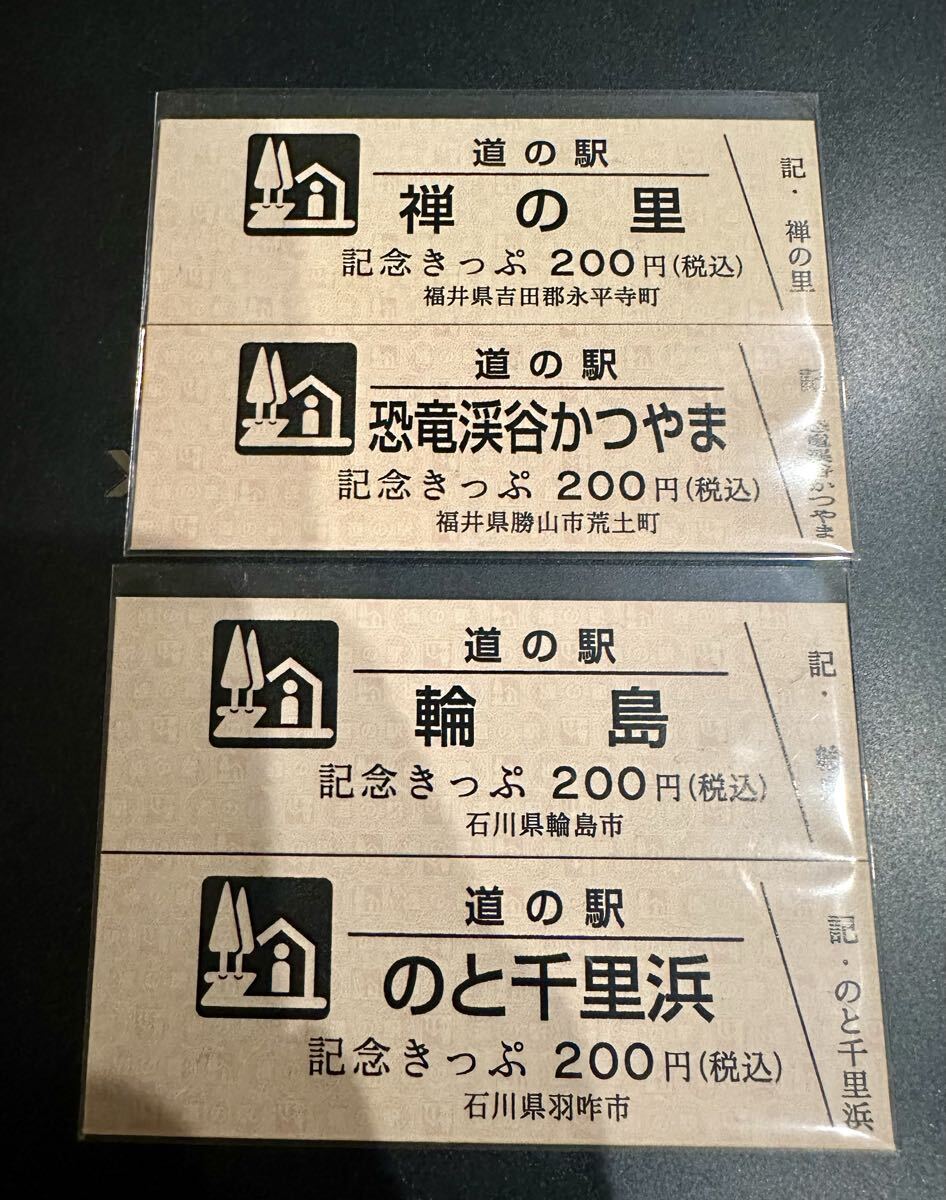 道の駅
禅の里
記念きっぷ 200円(税込)
福井県吉田郡永平寺町
記・禅の里
道の駅
恐竜渓谷かつやま
記念きっぷ 200円(税込)
福井県勝山市荒土町
かつやま
道の駅
輪島
記念きっぷ 200円(税込)
石川県輪島市
記・輪
道の駅
のと千里浜
記念きっぷ 200円(税込)
石川県羽咋市
記・のと千里浜